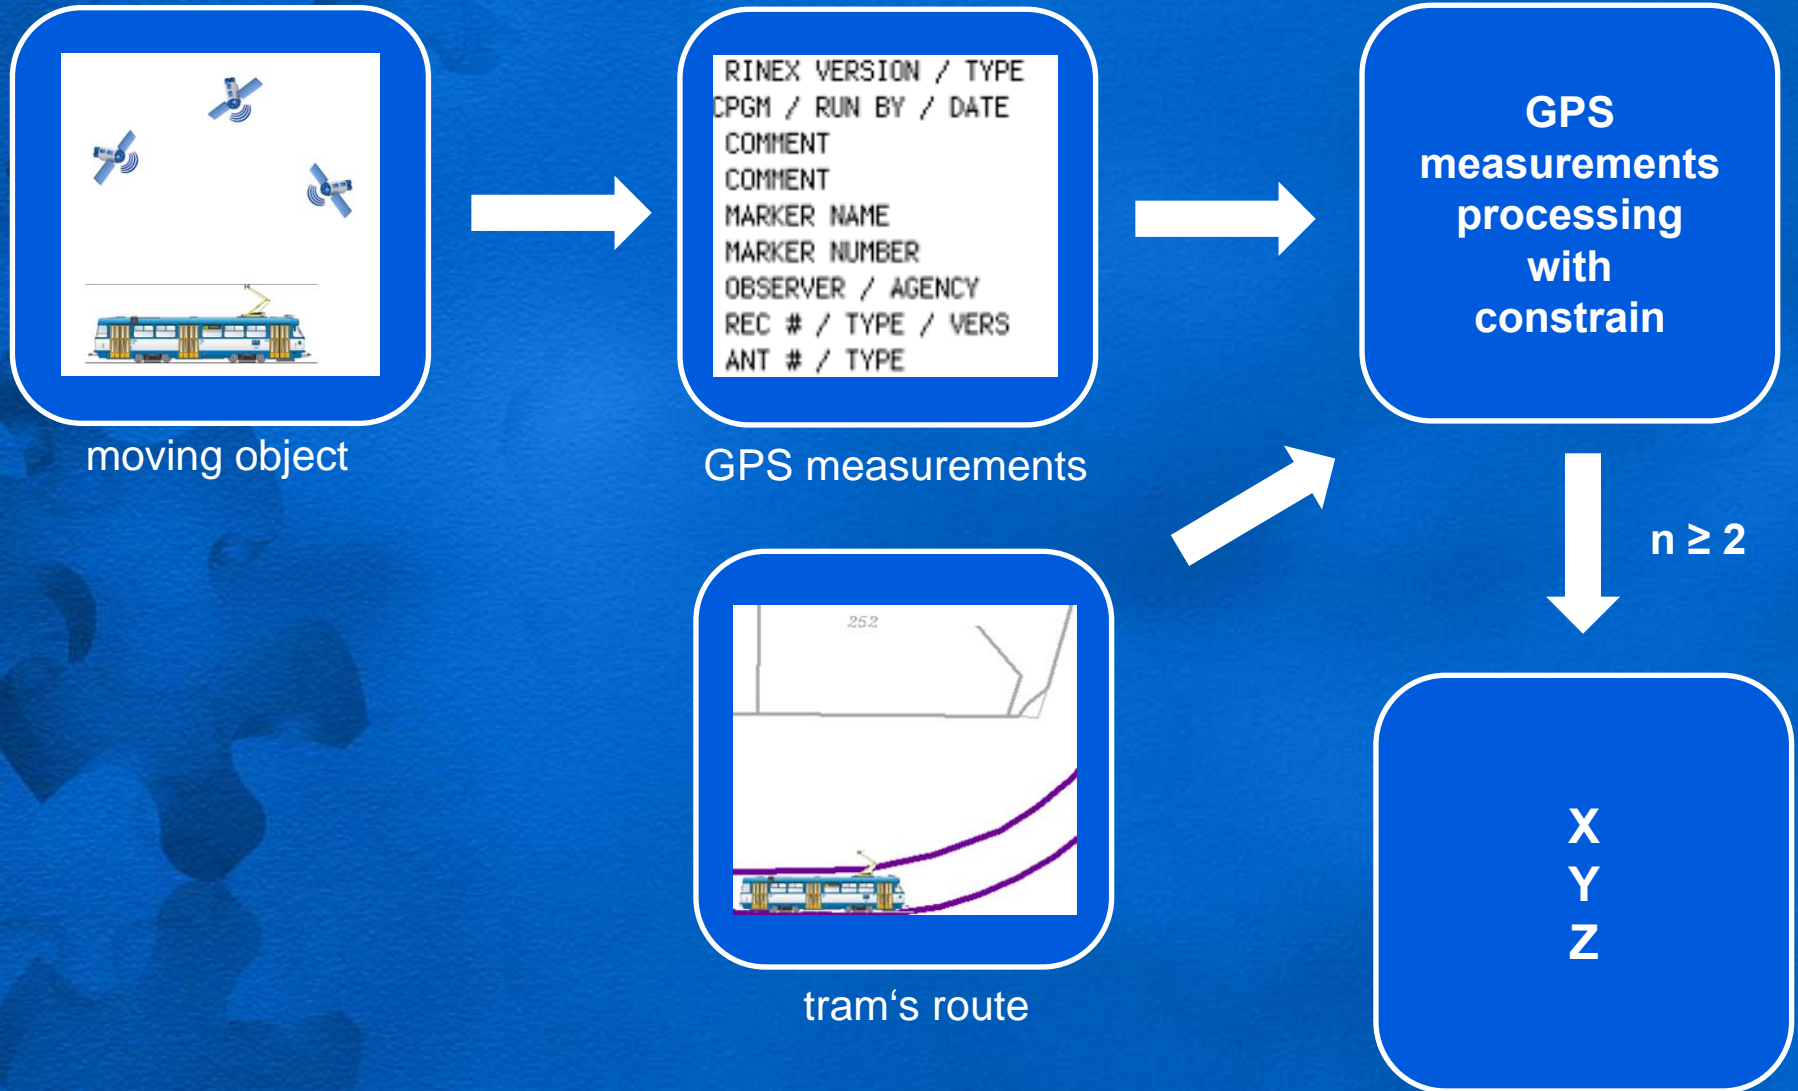 RINEX VERSION / TYPE
CPGM / RUN BY / DATE
COMMENT
COMMENT
MARKER NAME
MARKER NUMBER
OBSERVER / AGENCY
REC # / TYPE / VERS
ANT # / TYPE
GPS
measurements
processing
with
constrain
moving object
GPS measurements
n ≥ 2
252
tram‘s route
X
Y
Z